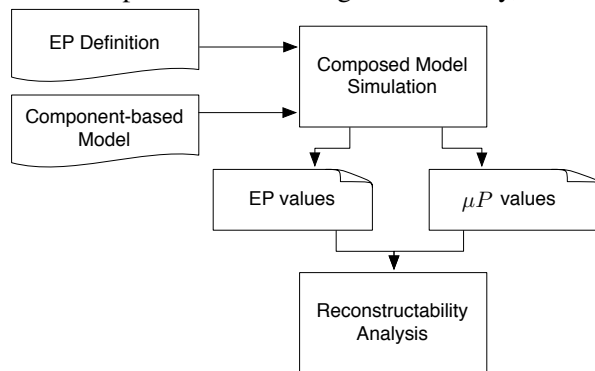 EP Definition
Composed Model
Simulation
Component-based
Model
EP values
μP values
Reconstructability
Analysis